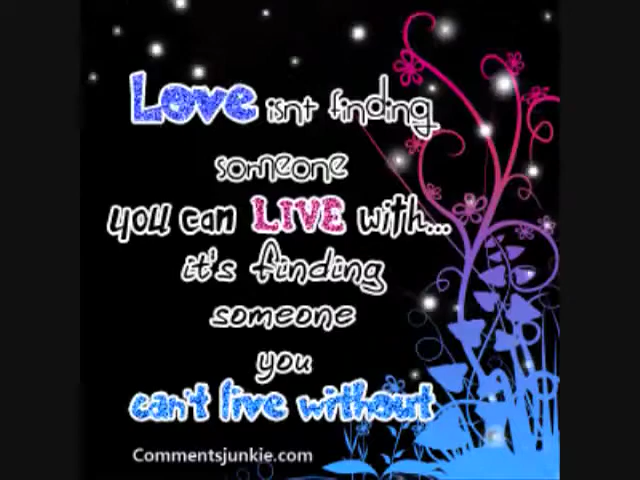 Love isnt finding
someone
you can LIVE with...
it's finding
someone
you
can't live without
Commentsjunkie.com